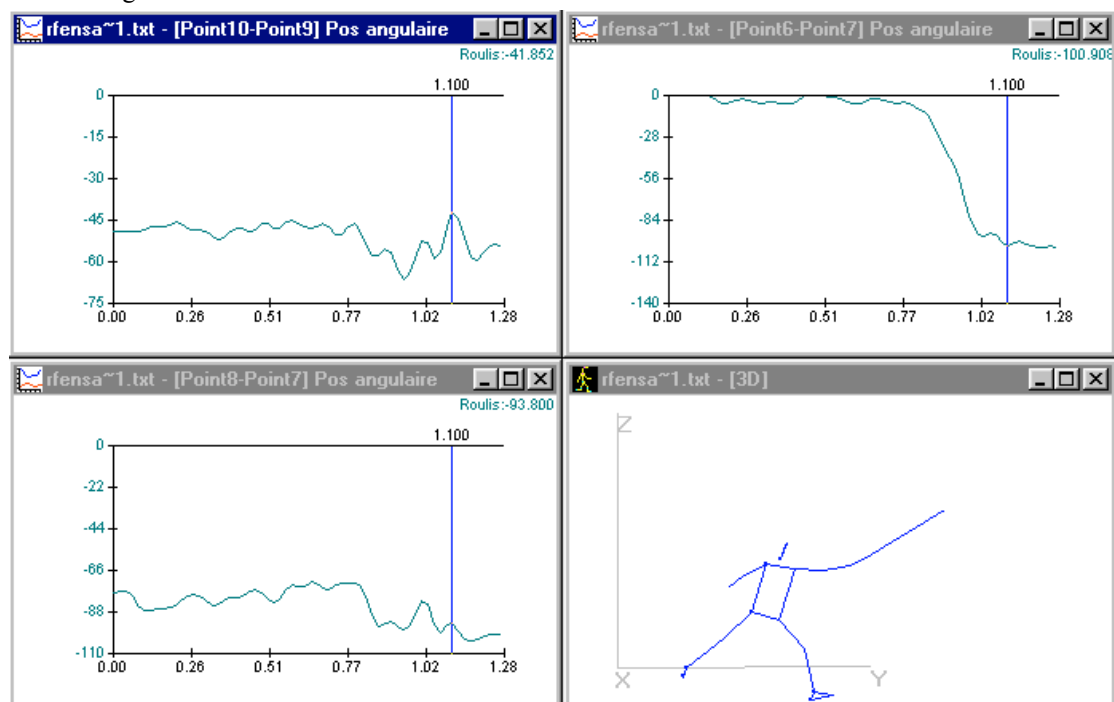 rfensa~1.txt - [Point10-Point9] Pos angulaire
Roulis:-41.852
1.100
0
-15
-30
-45
-60
-75
0.00 0.26 0.51 0.77 1.02 1.28
rfensa~1.txt - [Point6-Point7] Pos angulaire
Roulis:-100.908
1.100
0
-28
-56
-84
-112
-140
0.00 0.26 0.51 0.77 1.02 1.28
rfensa~1.txt - [Point8-Point7] Pos angulaire
Roulis:-93.800
1.100
0
-22
-44
-66
-88
-110
0.00 0.26 0.51 0.77 1.02 1.28
rfensa~1.txt - [3D]
Z
X Y